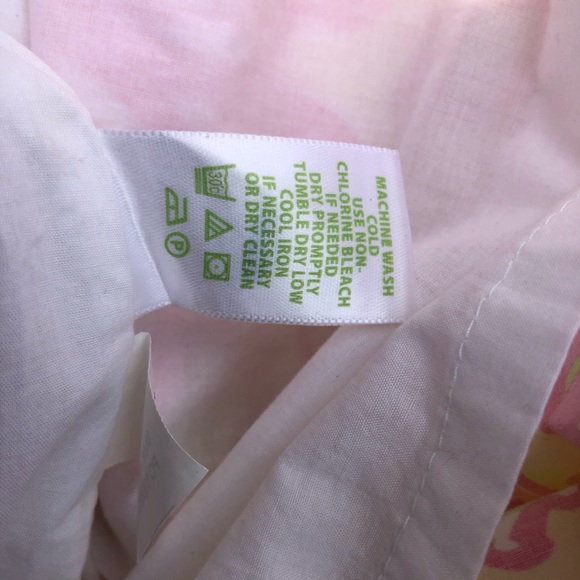 MACHINE WASH
COLD
USE NON-
CHLORINE BLEACH
IF NEEDED
DRY PROMPTLY
TUMBLE DRY LOW
COOL IRON
IF NECESSARY
OR DRY CLEAN
30C
P